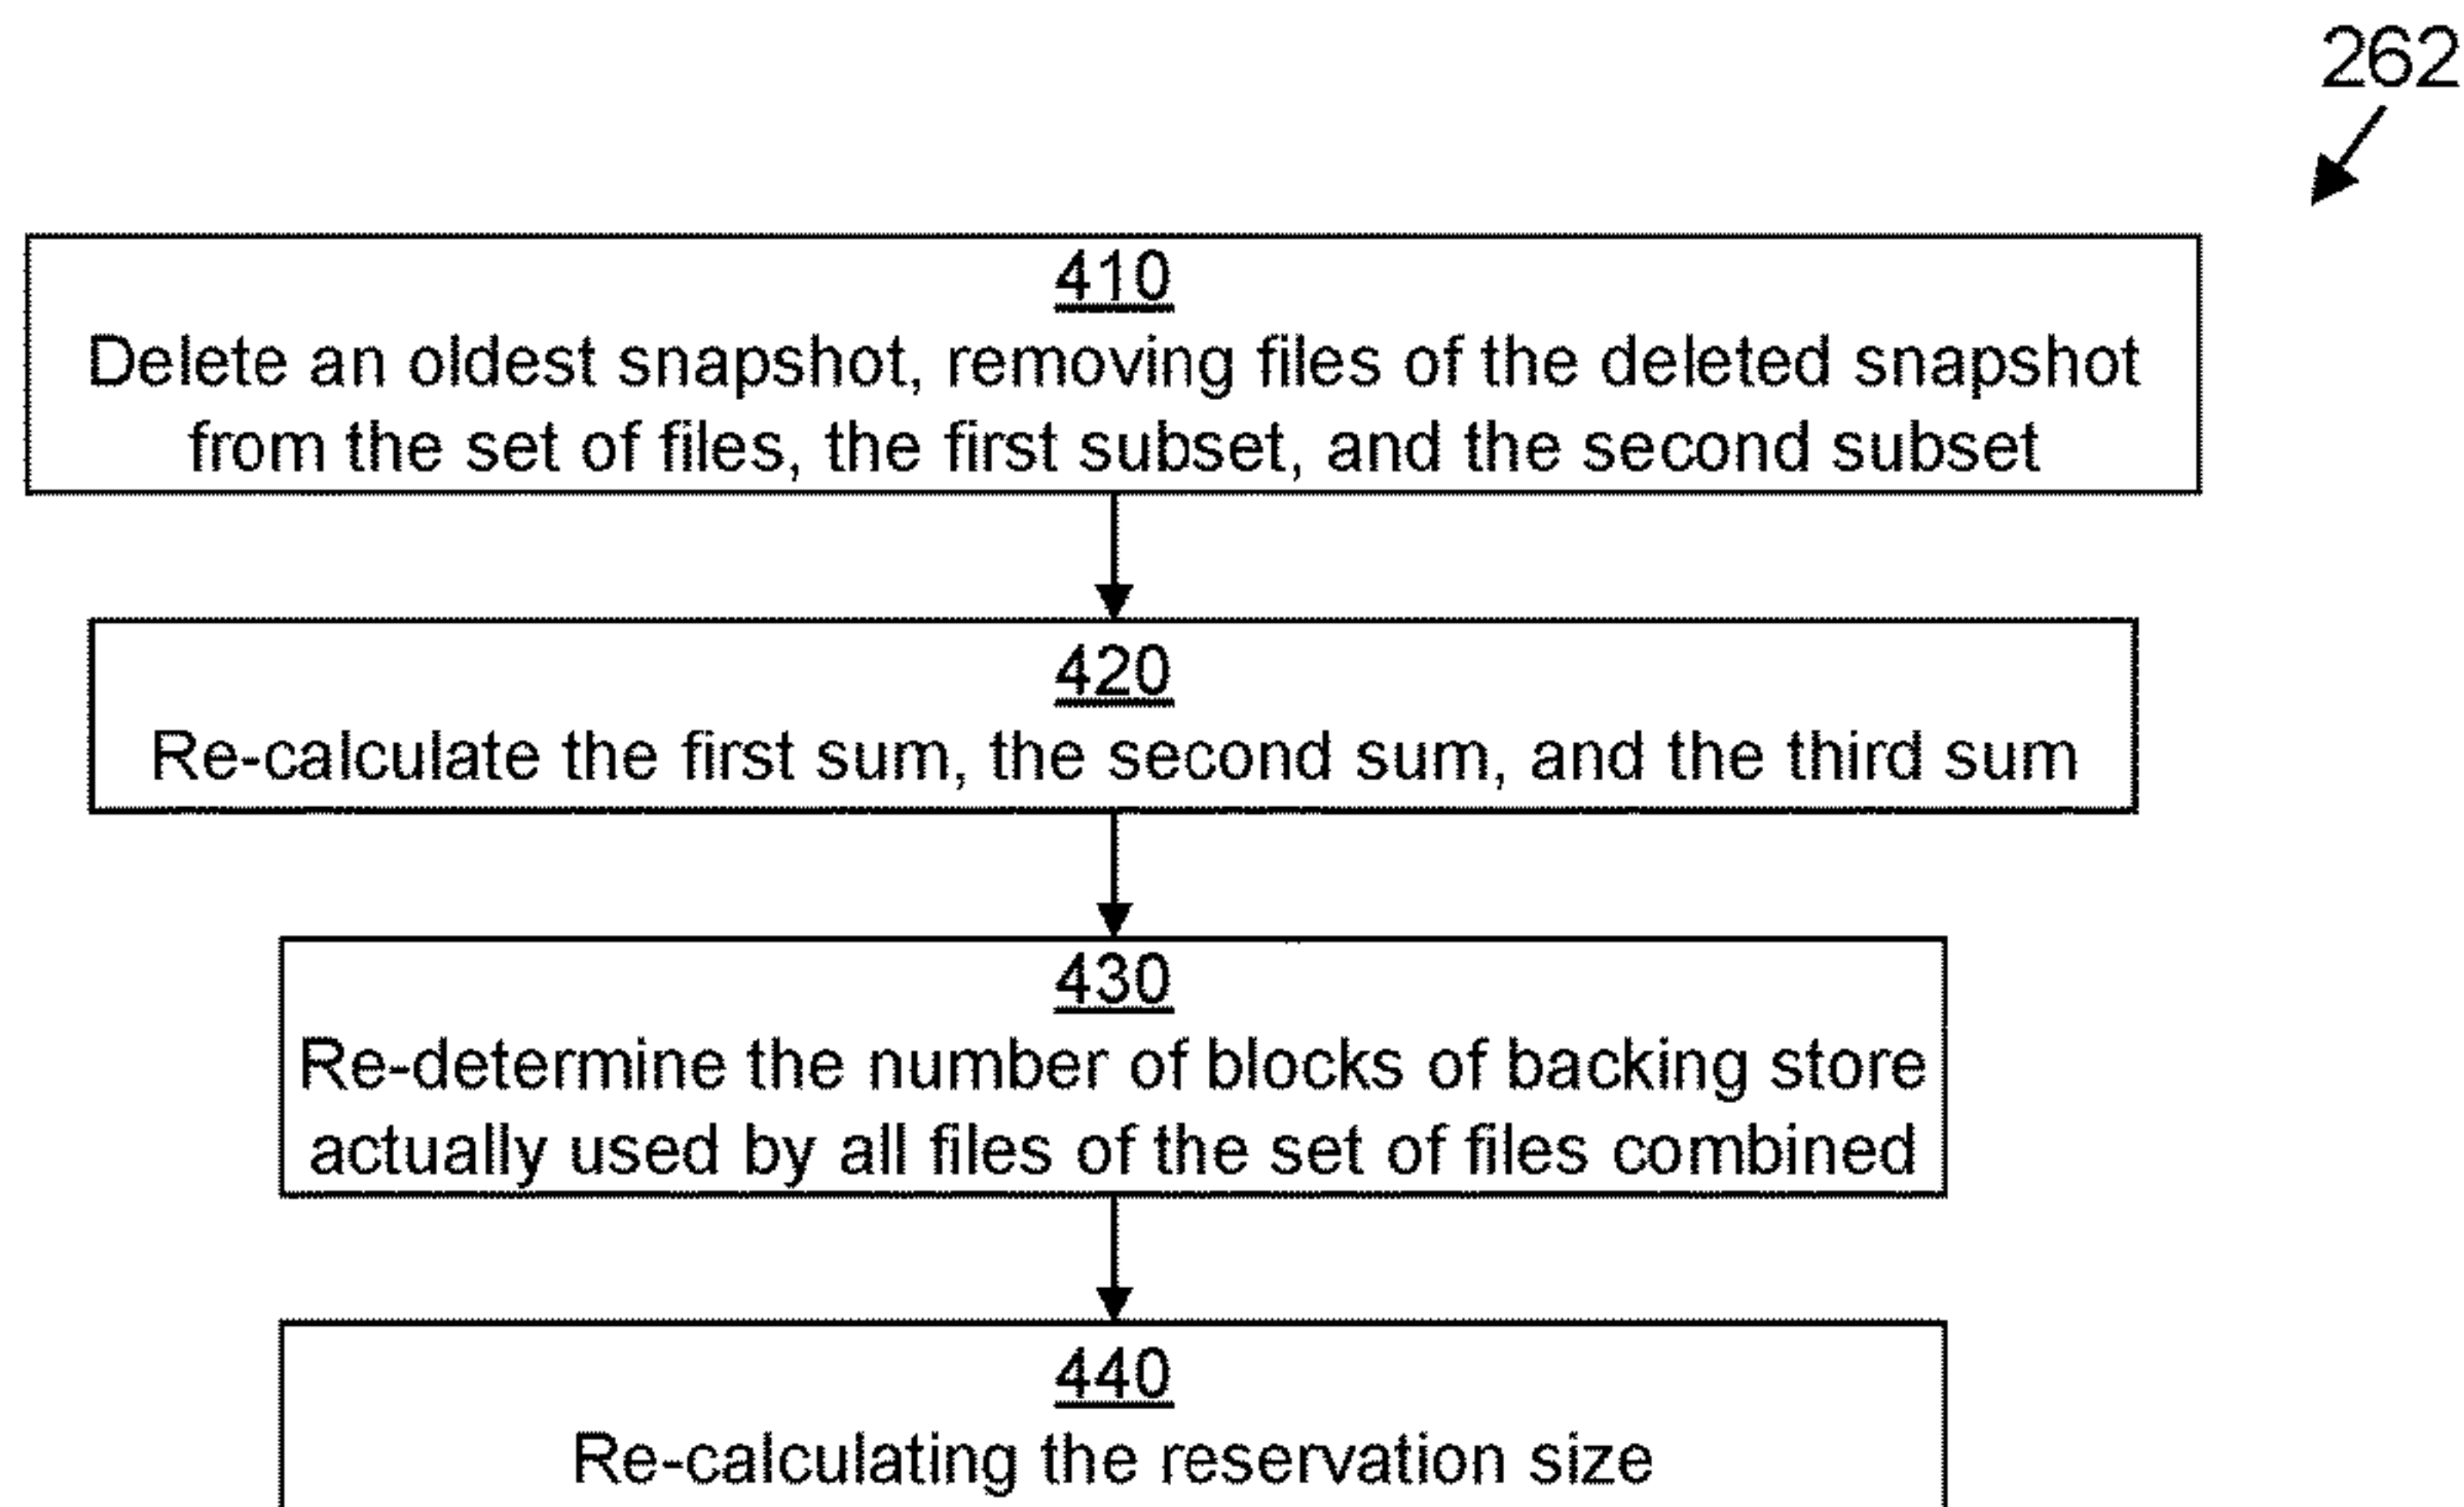 262
410
Delete an oldest snapshot, removing files of the deleted snapshot
from the set of files, the first subset, and the second subset
420
Re-calculate the first sum, the second sum, and the third sum
430
Re-determine the number of blocks of backing store
actually used by all files of the set of files combined
440
Re-calculating the reservation size